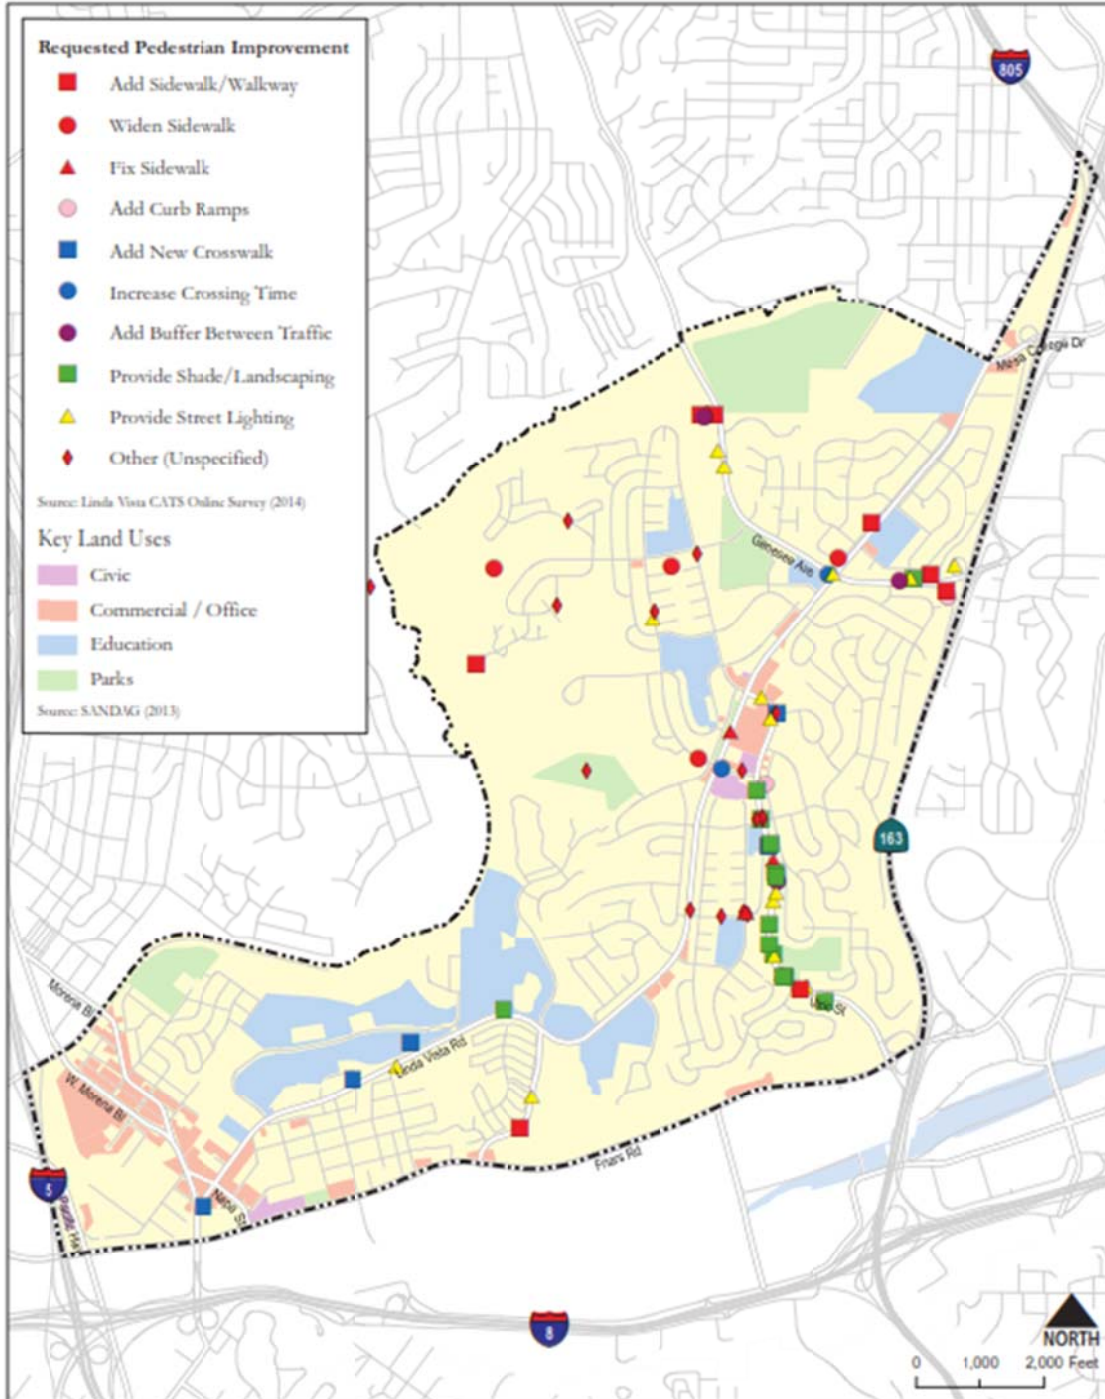 Requested Pedestrian Improvement
Add Sidewalk/Walkway
Widen Sidewalk
Fix Sidewalk
Add Curb Ramps
Add New Crosswalk
Increase Crossing Time
Add Buffer Between Traffic
Provide Shade/Landscaping
Provide Street Lighting
Other (Unspecified)
Source: Linda Vista CATS Online Survey (2014)
Key Land Uses
Civic
Commercial / Office
Education
Parks
Source: SANDAG (2013)
805
Mesa College Dr
Genesee Ave
163
Morena Bl
W. Morena Bl
Linda Vista Rd
Friars Rd
Napa St
5
8
NORTH
0 1,000 2,000 Feet